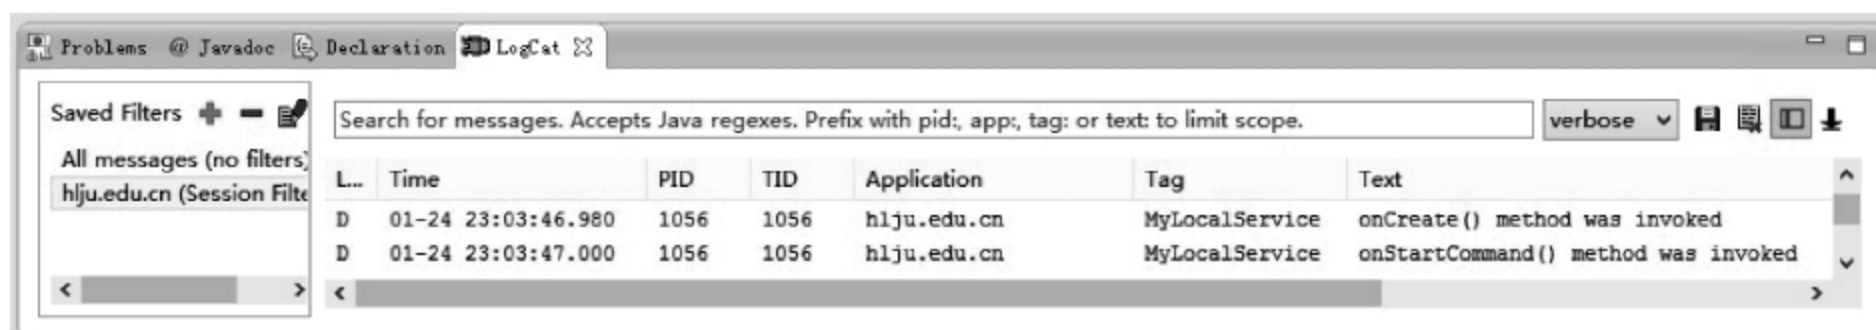 Problems @ Javadoc Declaration LogCat
Saved Filters
All messages (no filters)
hlju.edu.cn (Session Filte
Search for messages. Accepts Java regexes. Prefix with pid:, app:, tag: or text: to limit scope.
verbose
L... Time PID TID Application Tag Text
D 01-24 23:03:46.980 1056 1056 hlju.edu.cn MyLocalService onCreate() method was invoked
D 01-24 23:03:47.000 1056 1056 hlju.edu.cn MyLocalService onStartCommand() method was invoked